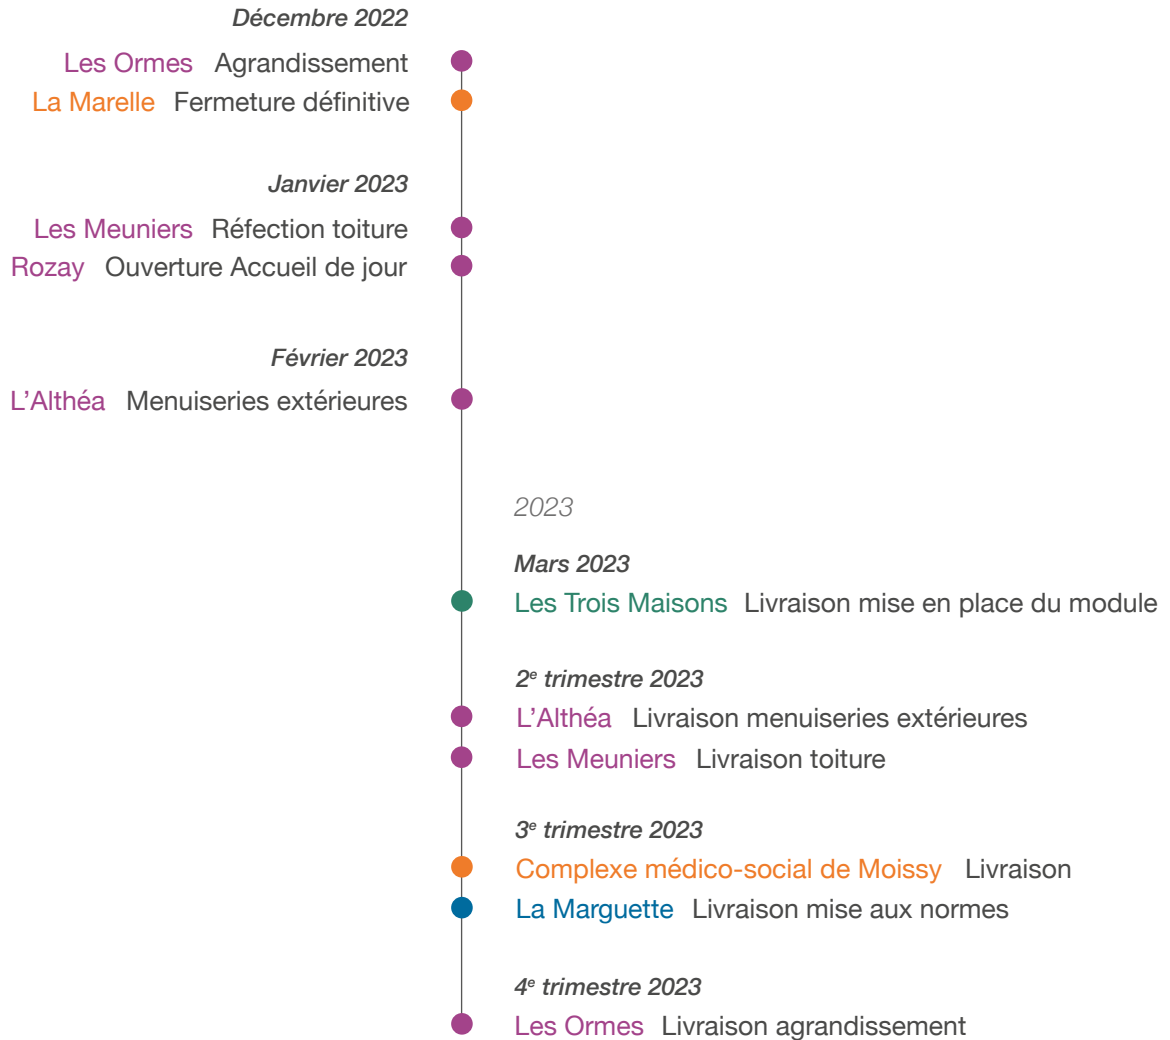 Décembre 2022
Les Ormes Agrandissement
La Marelle Fermeture définitive
Janvier 2023
Les Meuniers Réfection toiture
Rozay Ouverture Accueil de jour
Février 2023
L’Althéa Menuiseries extérieures
2023
Mars 2023
Les Trois Maisons Livraison mise en place du module
2e trimestre 2023
L’Althéa Livraison menuiseries extérieures
Les Meuniers Livraison toiture
3e trimestre 2023
Complexe médico-social de Moissy Livraison
La Marguette Livraison mise aux normes
4e trimestre 2023
Les Ormes Livraison agrandissement